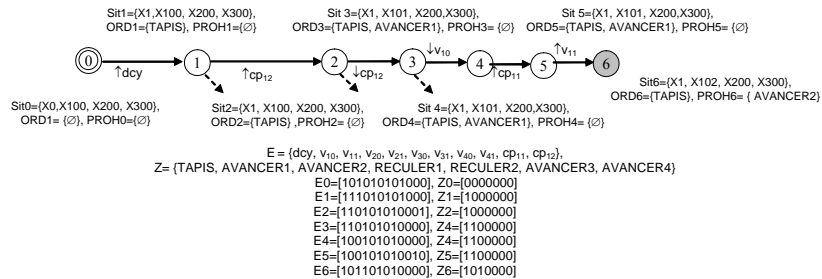 Sit1={X1,X100, X200, X300},
ORD1={TAPIS}, PROH1={∅}
Sit 3={X1, X101, X200,X300},
ORD3={TAPIS, AVANCER1}, PROH3= {∅}
Sit 5={X1, X101, X200,X300},
ORD5={TAPIS, AVANCER1}, PROH5= {∅}
0 1 2 3 4 5 6
↑dcy ↑cp12 ↓cp12 ↓v10 ↑cp11 ↑v11
Sit0={X0,X100, X200, X300},
ORD1= {∅}, PROH0={∅}
Sit2={X1, X100, X200, X300},
ORD2={TAPIS} ,PROH2= {∅}
Sit 4={X1, X101, X200,X300},
ORD4={TAPIS, AVANCER1}, PROH4= {∅}
Sit6={X1, X102, X200, X300},
ORD6={TAPIS}, PROH6= { AVANCER2}
E = {dcy, v10, v11, v20, v21, v30, v31, v40, v41, cp11, cp12},
Z= {TAPIS, AVANCER1, AVANCER2, RECULER1, RECULER2, AVANCER3, AVANCER4}
E0=[101010101000], Z0=[0000000]
E1=[111010101000], Z1=[1000000]
E2=[110101010001], Z2=[1000000]
E3=[110101010000], Z4=[1100000]
E4=[100101010000], Z4=[1100000]
E5=[100101010010], Z5=[1100000]
E6=[101101010000], Z6=[1010000]